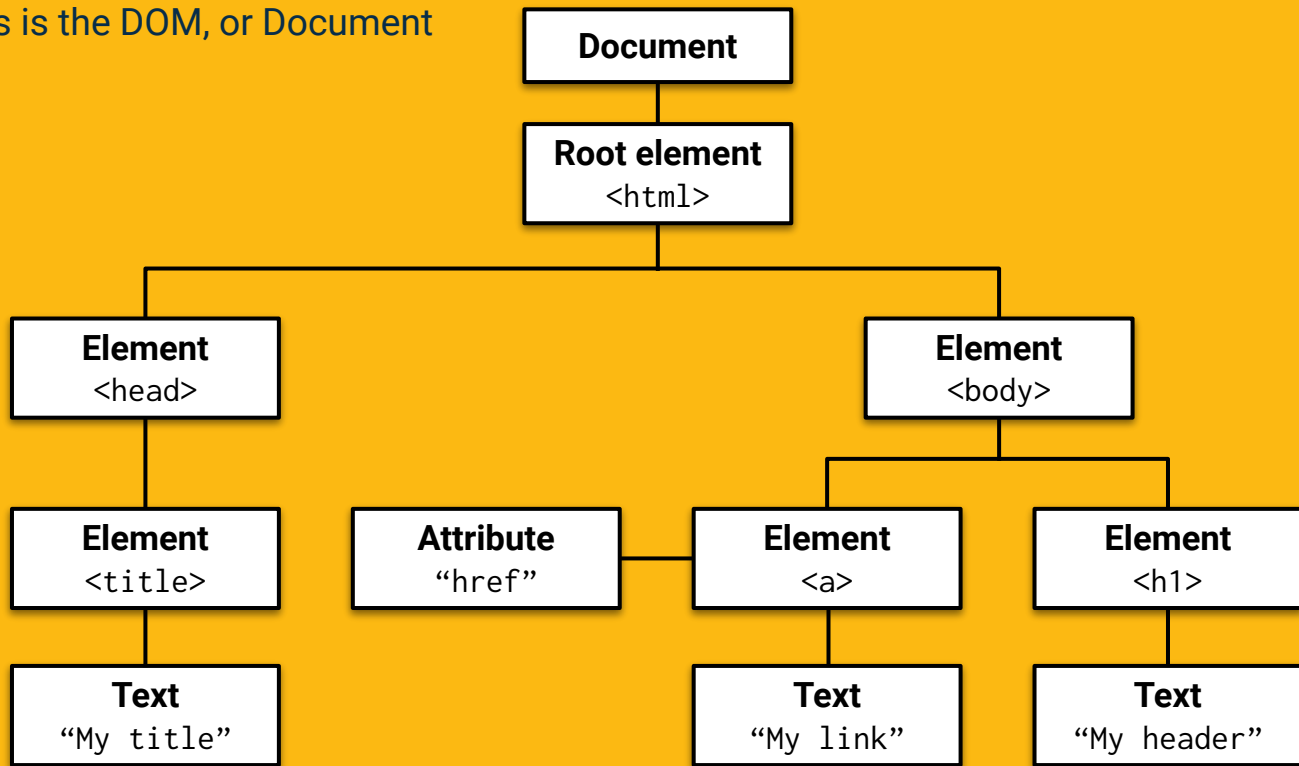 s is the DOM, or Document
Document
Root element
<html>
Element
<head>
Element
<body>
Element
<title>
Attribute
“href”
Element
<a>
Element
<h1>
Text
“My title”
Text
“My link”
Text
“My header”